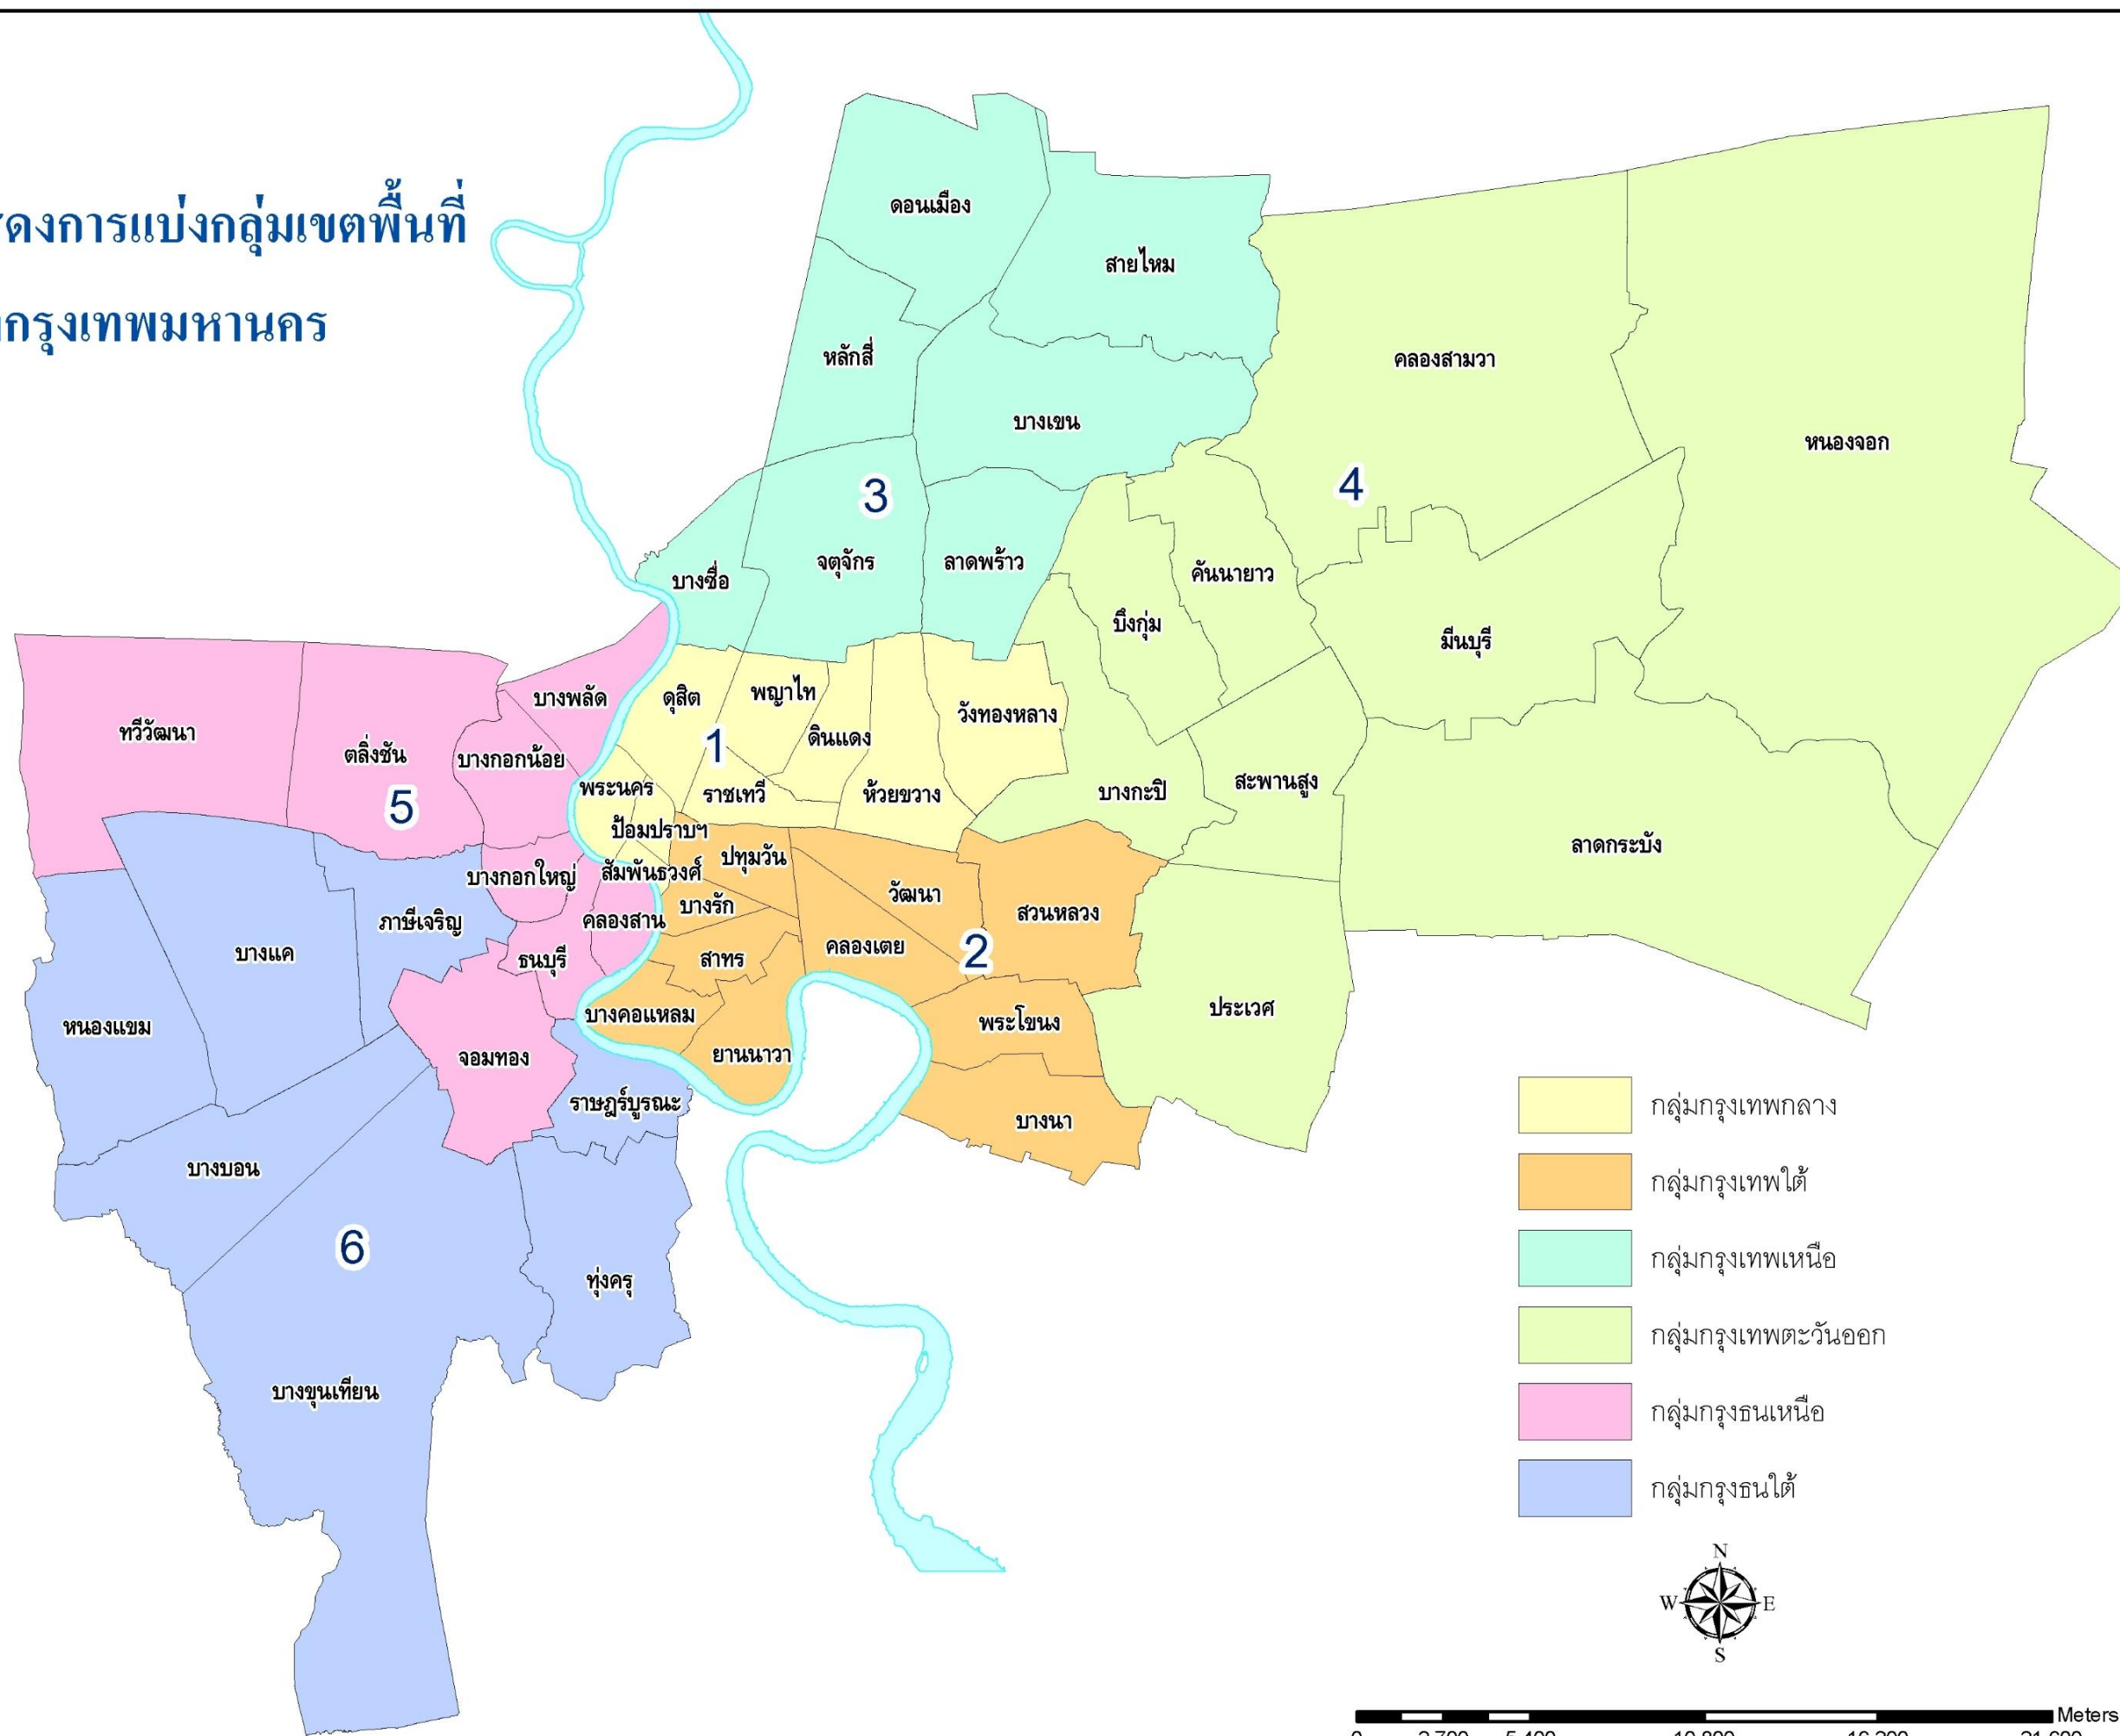 การแบ่งกลุ่มเขตพื้นที่
กรุงเทพมหานคร
ดอนเมือง
สายไหม
หลักสี่
คลองสามวา
บางเขน
หนองจอก
3
4
จตุจักร
ลาดพร้าว
บางซื่อ
คันนายาว
บึงกุ่ม
มีนบุรี
ดุสิต
พญาไท
บางพลัด
วังทองหลาง
ทวีวัฒนา
ตลิ่งชัน
บางกอกน้อย
1
ดินแดง
พระนคร
ราชเทวี
ห้วยขวาง
บางกะปิ
สะพานสูง
5
ป้อมปราบฯ
ลาดกระบัง
ปทุมวัน
บางกอกใหญ่
สัมพันธวงศ์
วัฒนา
บางรัก
สวนหลวง
ภาษีเจริญ
คลองสาน
คลองเตย
2
บางแค
ธนบุรี
สาทร
ประเวศ
หนองแขม
บางคอแหลม
พระโขนง
จอมทอง
ยานนาวา
ราษฎร์บูรณะ
บางนา
บางบอน
6
ทุ่งครุ
บางขุนเทียน
กลุ่มกรุงเทพกลาง
กลุ่มกรุงเทพใต้
กลุ่มกรุงเทพเหนือ
กลุ่มกรุงเทพตะวันออก
กลุ่มกรุงธนเหนือ
กลุ่มกรุงธนใต้
N
W E
S
Meters